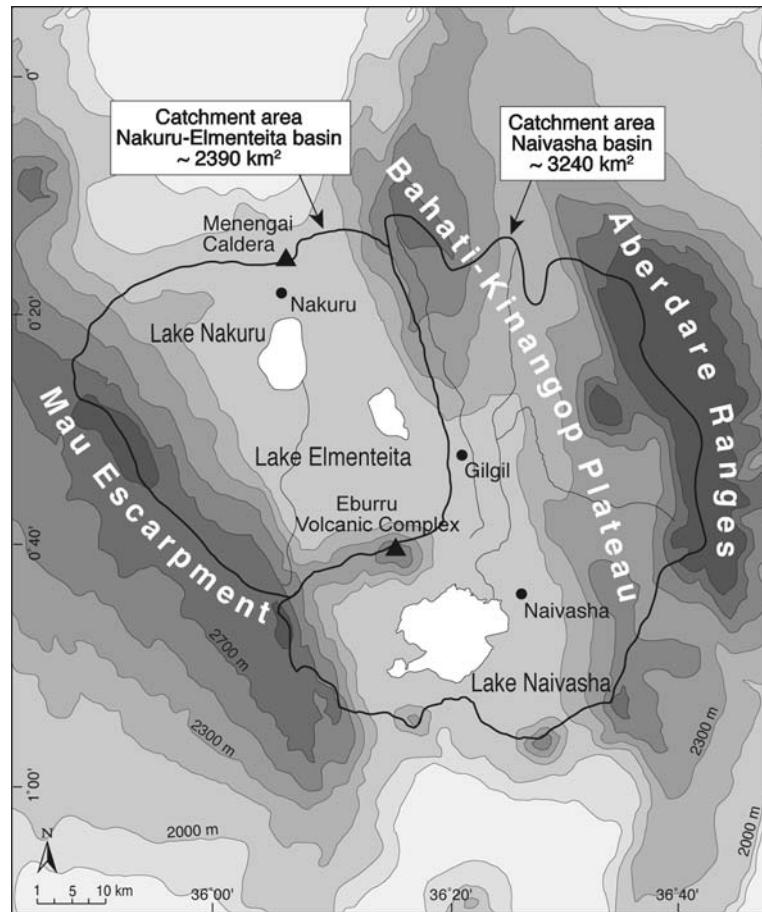 Catchment area
Nakuru-Elmenteita basin
~ 2390 km²
Catchment area
Naivasha basin
~ 3240 km²
Menengai
Caldera
Nakuru
Lake Nakuru
Bahati-Kinangop Plateau
Aberdare Ranges
Mau Escarpment
Lake Elmenteita
Gilgil
Eburru
Volcanic Complex
Naivasha
Lake Naivasha
2700 m
2300 m
2000 m
2300 m
2000 m
0°
0°20'
0°40'
1°00'
N
1 5 10 km
36°00'
36°20'
36°40'